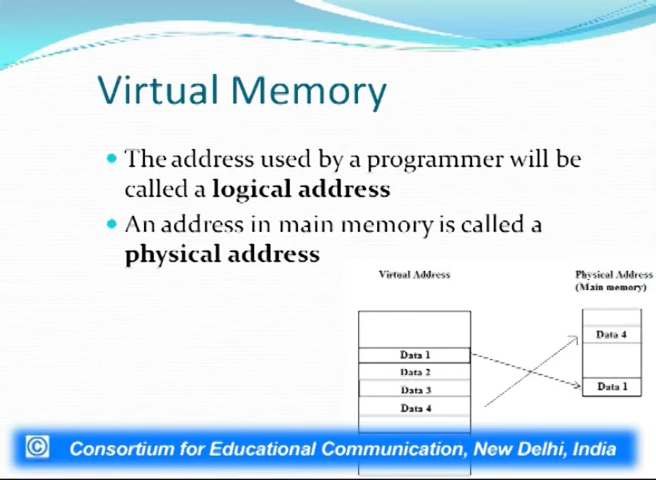 Virtual Memory
The address used by a programmer will be
called a logical address
An address in main memory is called a
physical address
Virtual Address
Physical Address
(Main memory)
Data 1
Data 2
Data 3
Data 4
Data 4
Data 1
© Consortium for Educational Communication, New Delhi, India